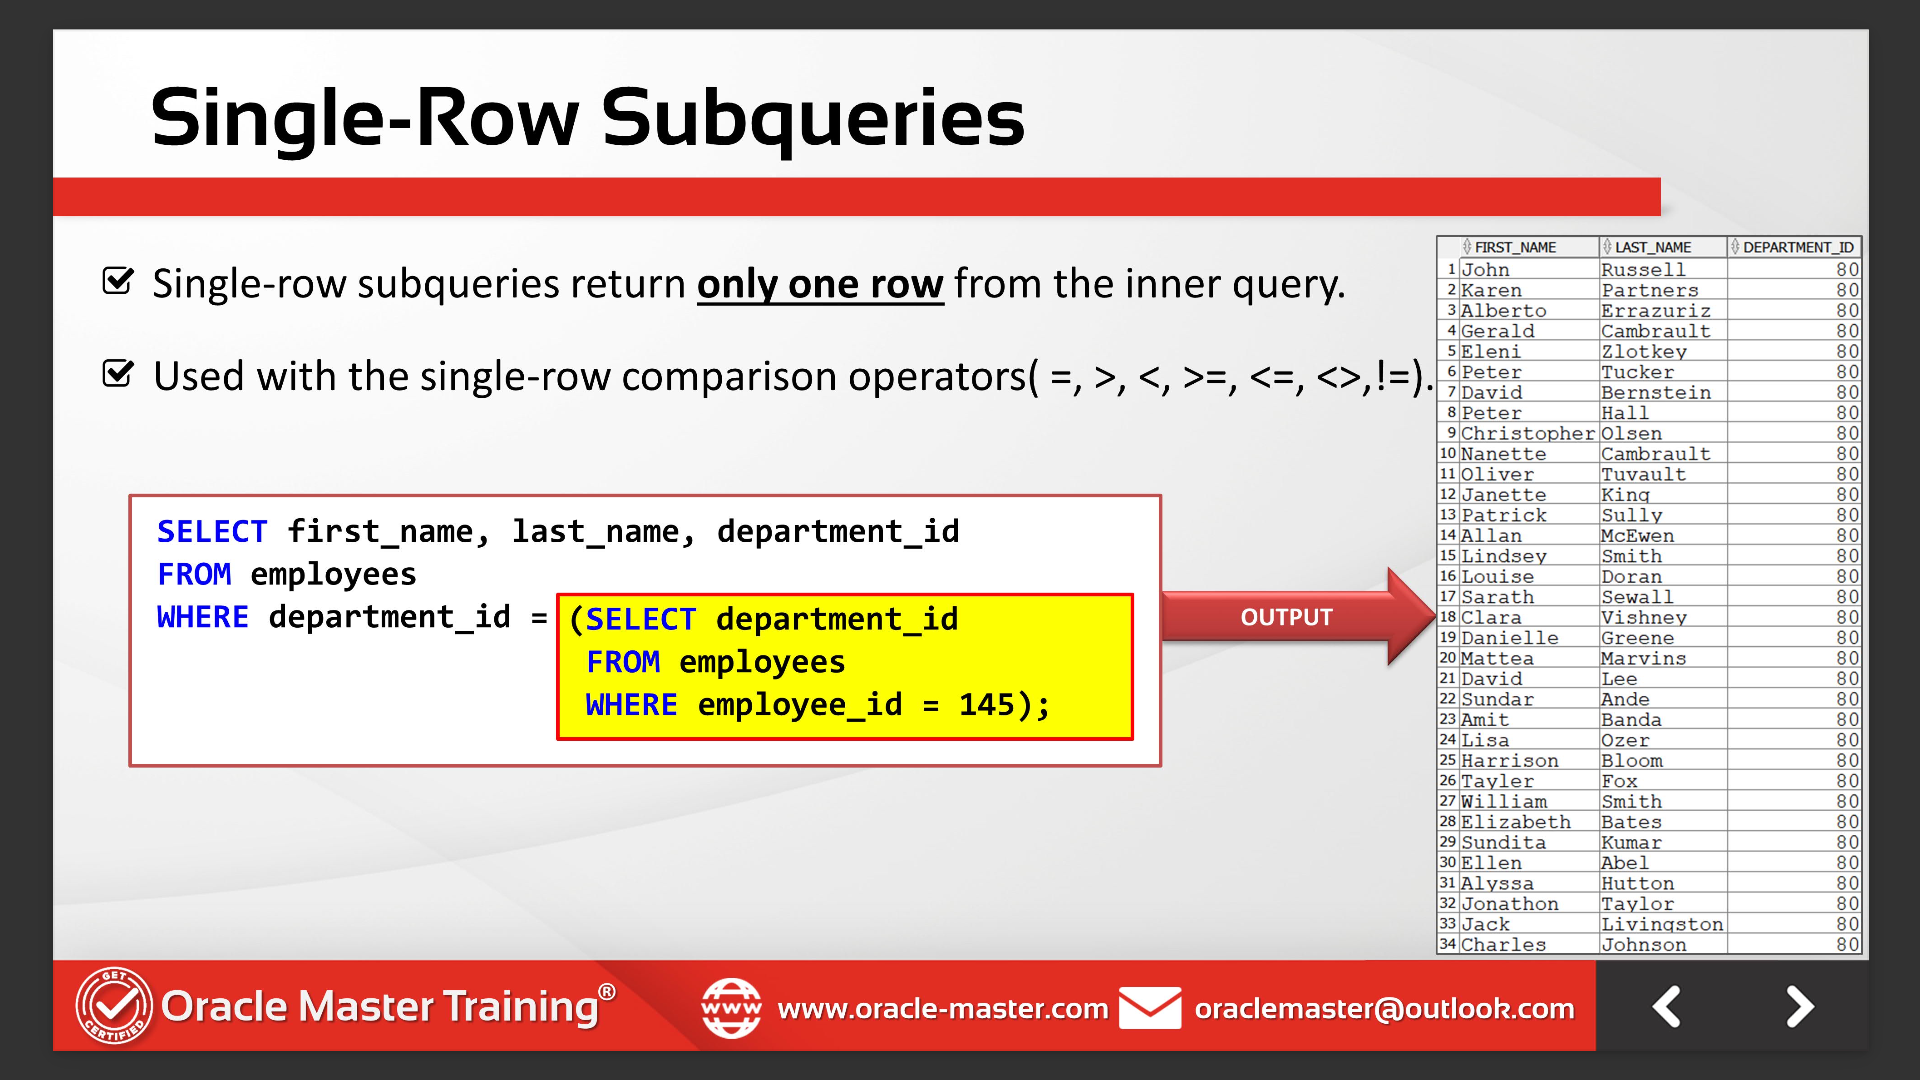 Single-Row Subqueries
Single-row subqueries return only one row from the inner query.
Used with the single-row comparison operators( =, >, <, >=, <=, <>,!=).
SELECT first_name, last_name, department_id
FROM employees
WHERE department_id = (SELECT department_id
FROM employees
WHERE employee_id = 145);
OUTPUT
FIRST_NAME LAST_NAME DEPARTMENT_ID
1 John Russell 80
2 Karen Partners 80
3 Alberto Errazuriz 80
4 Gerald Cambrault 80
5 Eleni Zlotkey 80
6 Peter Tucker 80
7 David Bernstein 80
8 Peter Hall 80
9 Christopher Olsen 80
10 Nanette Cambrault 80
11 Oliver Tuvault 80
12 Janette King 80
13 Patrick Sully 80
14 Allan McEwen 80
15 Lindsey Smith 80
16 Louise Doran 80
17 Sarath Sewall 80
18 Clara Vishney 80
19 Danielle Greene 80
20 Mattea Marvins 80
21 David Lee 80
22 Sundar Ande 80
23 Amit Banda 80
24 Lisa Ozer 80
25 Harrison Bloom 80
26 Tayler Fox 80
27 William Smith 80
28 Elizabeth Bates 80
29 Sundita Kumar 80
30 Ellen Abel 80
31 Alyssa Hutton 80
32 Jonathon Taylor 80
33 Jack Livingston 80
34 Charles Johnson 80
GET
CERTIFIED
Oracle Master Training®
www
www.oracle-master.com
oraclemaster@outlook.com